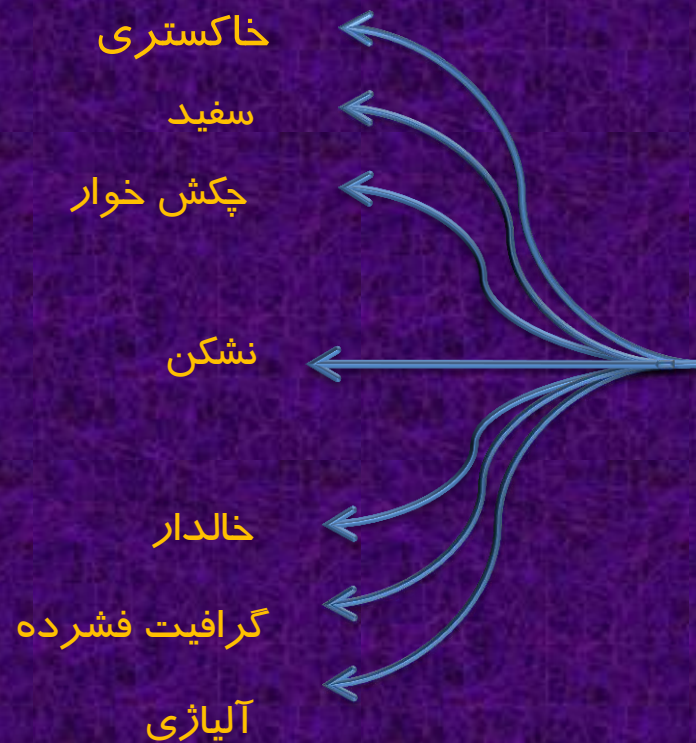 خاکستری
سفید
چکش خوار
نشکن
خالدار
گرافیت فشرده
آلیاژی